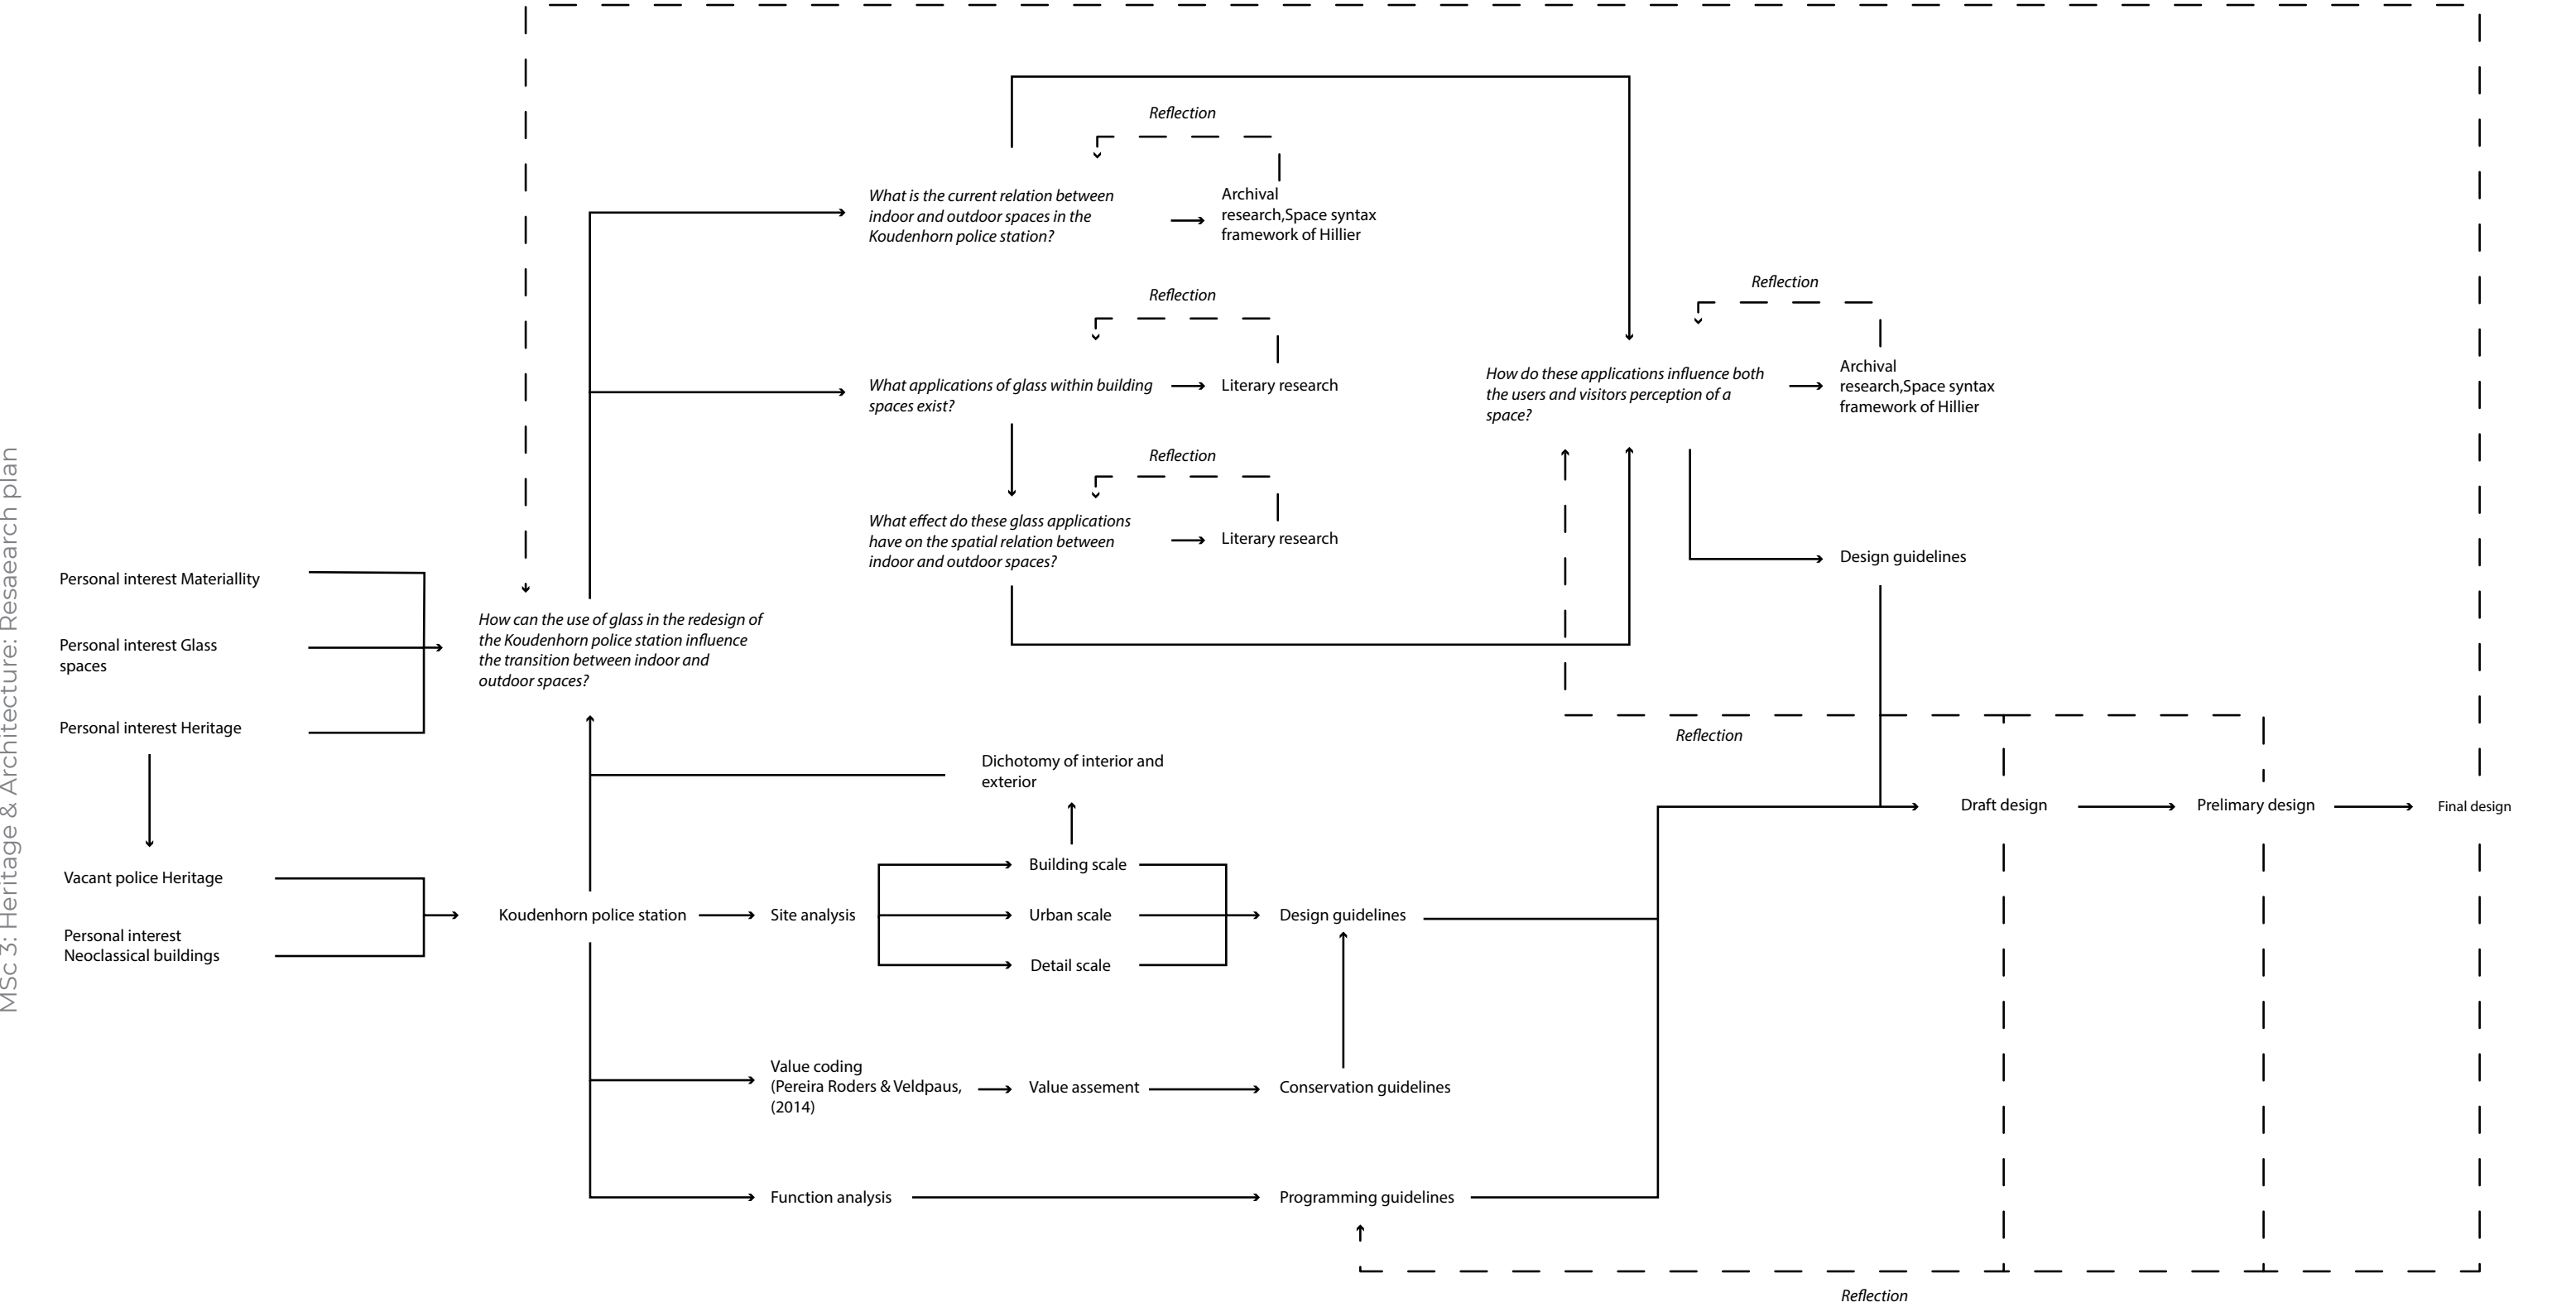 MSc 3: Heritage & Architecture: Resaearch plan
Personal interest Materiallity
Personal interest Glass
spaces
Personal interest Heritage
Vacant police Heritage
Personal interest
Neoclassical buildings
How can the use of glass in the redesign of
the Koudenhorn police station influence
the transition between indoor and
outdoor spaces?
Koudenhorn police station
Reflection
What is the current relation between
indoor and outdoor spaces in the
Koudenhorn police station?
Archival
research,Space syntax
framework of Hillier
Reflection
What applications of glass within building
spaces exist?
Literary research
Reflection
What effect do these glass applications
have on the spatial relation between
indoor and outdoor spaces?
Literary research
Reflection
How do these applications influence both
the users and visitors perception of a
space?
Archival
research,Space syntax
framework of Hillier
Design guidelines
Reflection
Dichotomy of interior and
exterior
Site analysis
Building scale
Urban scale
Detail scale
Design guidelines
Value coding
(Pereira Roders & Veldpaus,
(2014)
Value assement
Conservation guidelines
Function analysis
Programming guidelines
Draft design
Prelimary design
Final design
Reflection